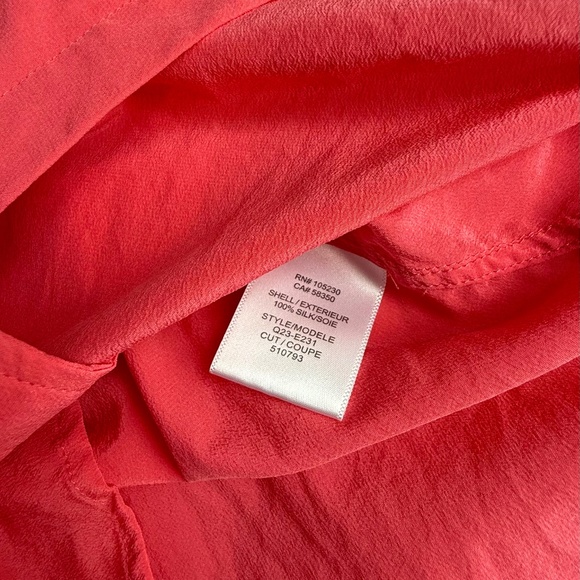 RN# 105230
CA# 58350
SHELL / EXTERIEUR
100% SILK/SOIE
STYLE/MODELE
Q23-E231
CUT / COUPE
510793